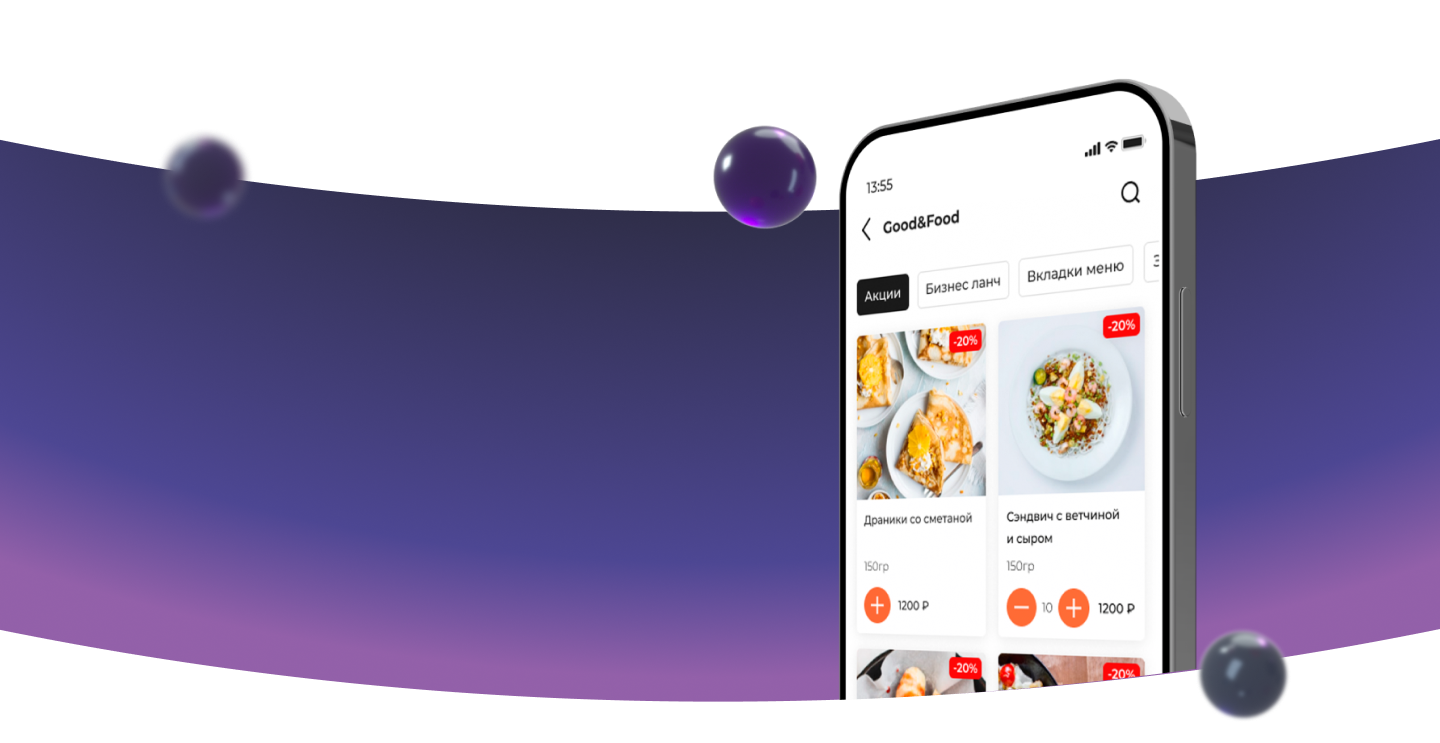 13:55
Good&Food
Акции
Бизнес ланч
Вкладки меню
-20%
-20%
Драники со сметаной
150гр
1200 ₽
Сэндвич с ветчиной
и сыром
150гр
10
1200 ₽
-20%
-20%